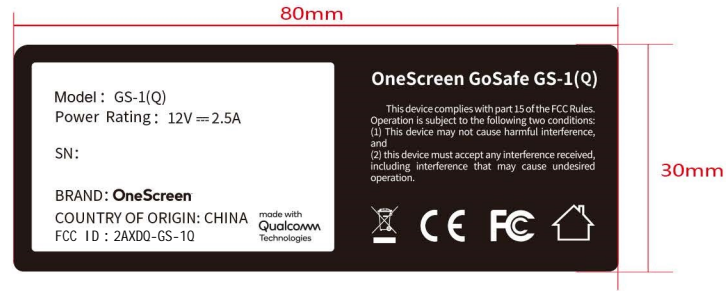 80mm
Model: GS-1(Q)
Power Rating: 12V ⎓ 2.5A
SN:
BRAND: OneScreen
COUNTRY OF ORIGIN: CHINA
FCC ID: 2AXDQ-GS-1Q
made with
Qualcomm
Technologies
OneScreen GoSafe GS-1(Q)
This device complies with part 15 of the FCC Rules.
Operation is subject to the following two conditions:
(1) This device may not cause harmful interference,
and
(2) this device must accept any interference received,
including interference that may cause undesired
operation.
CE FC
30mm